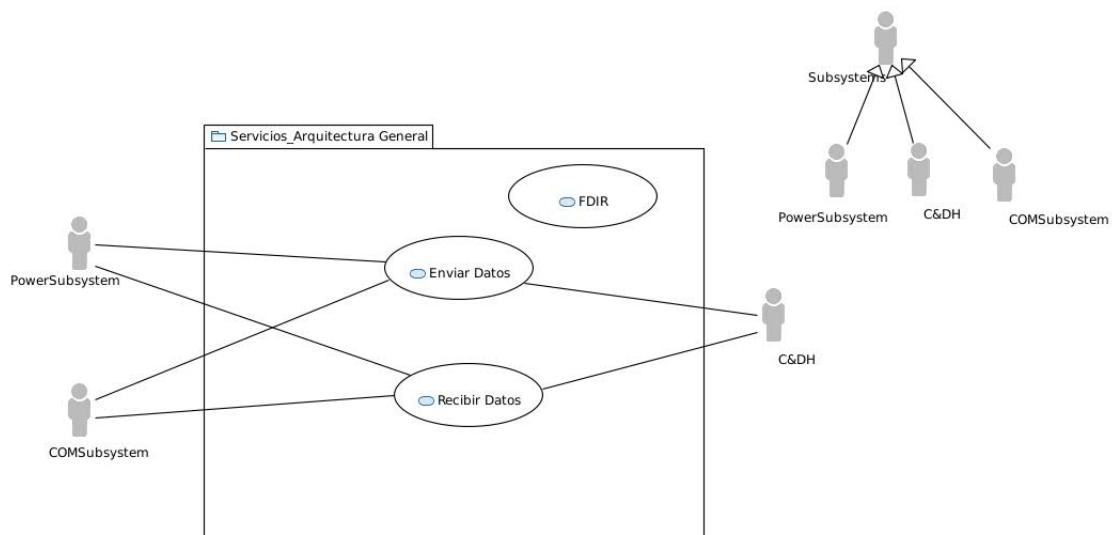 Subsystems
Servicios_Arquitectura General
FDIR
PowerSubsystem
C&DH
COMSubsystem
PowerSubsystem
Enviar Datos
C&DH
Recibir Datos
COMSubsystem